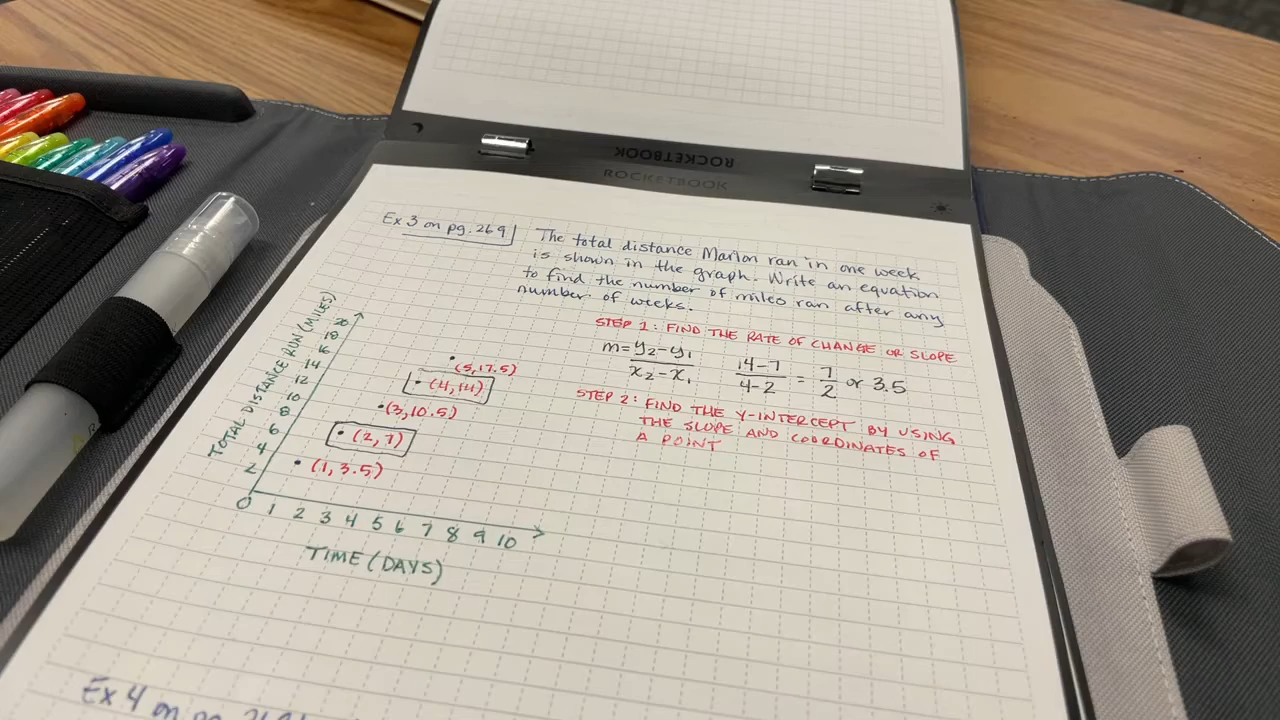 ROCKETBOOK
ROCKETBOOK
Ex 3 on pg. 269
The total distance Marlon ran in one week
is shown in the graph. Write an equation
to find the number of miles ran after any
number of weeks.
STEP 1: FIND THE RATE OF CHANGE OR SLOPE
m = y₂ - y₁ / x₂ - x₁ 14 - 7 / 4 - 2 = 7/2 or 3.5
STEP 2: FIND THE Y-INTERCEPT BY USING
THE SLOPE AND COORDINATES OF
A POINT
TOTAL DISTANCE RUN (MILES)
20
18
16
14
12
10
8
6
4
2
0 1 2 3 4 5 6 7 8 9 10
TIME (DAYS)
(5,17.5)
(4,14)
(3,10.5)
(2,7)
(1,3.5)
Ex 4 on pg.